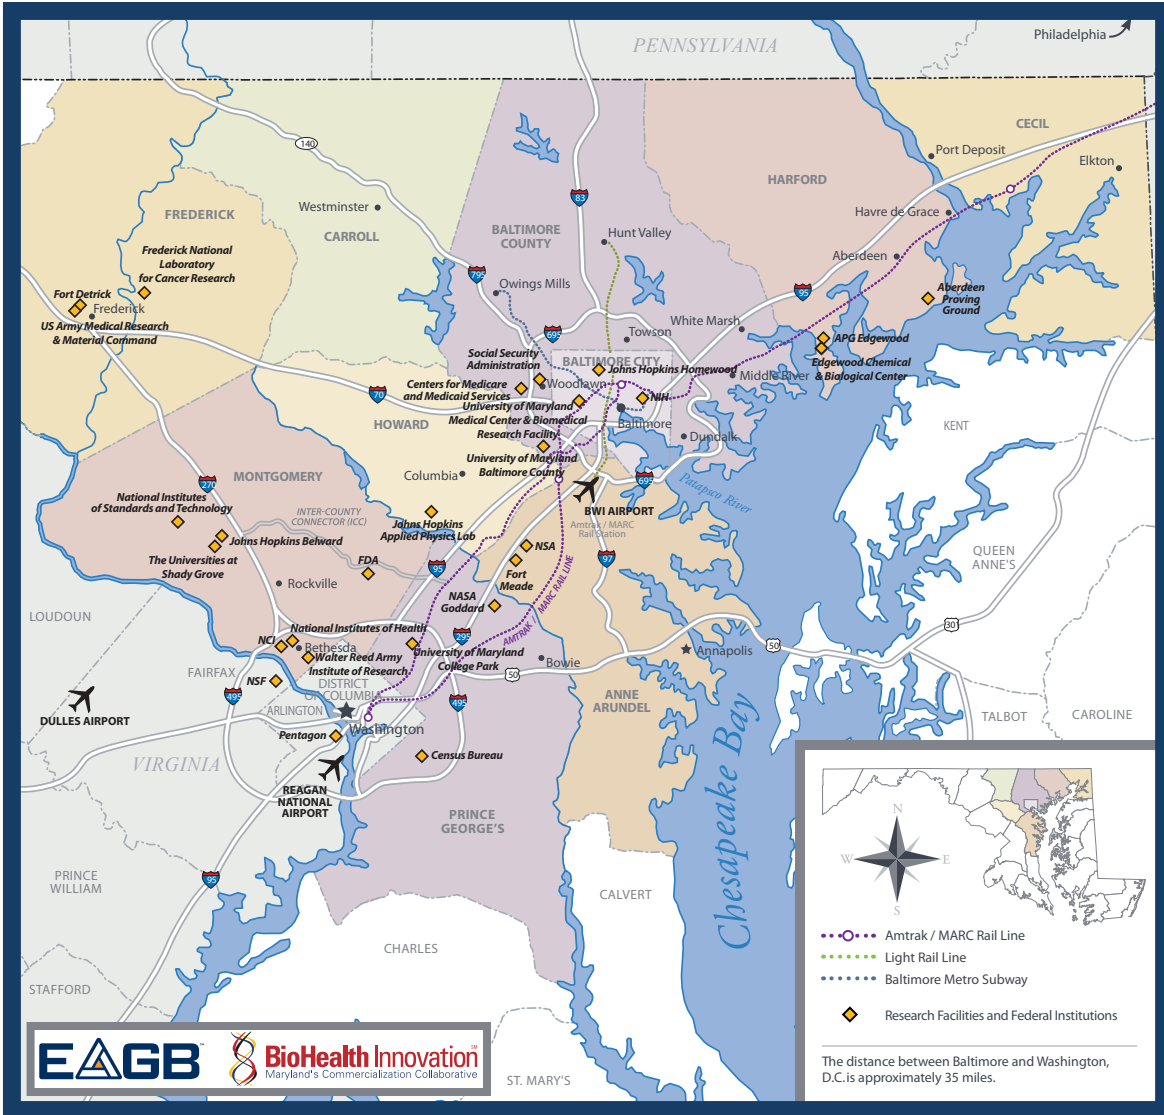 Philadelphia
PENNSYLVANIA
CECIL
140
Port Deposit
Elkton
HARFORD
83
Westminster
FREDERICK
CARROLL
BALTIMORE
COUNTY
Hunt Valley
Havre de Grace
Frederick National
Laboratory
for Cancer Research
Aberdeen
795
Owings Mills
95
Aberdeen
Proving
Ground
Fort Detrick
Frederick
US Army Medical Research
& Material Command
695
Towson
White Marsh
APG Edgewood
Edgewood Chemical
& Bialogical Center
Social Security
Administration
BALTIMORE CITY
Johns Hopkins Homewood
Middle River
Centers for Medicare
and Medicaid Services
Woodlawn
70
University of Maryland
Medical Center & Biomedical
Research Facility
NIH
Baltimore
HOWARD
Dundalk
KENT
University of Maryland
Baltimore County
MONTGOMERY
Columbia
270
695
Patapsco River
National Institutes
of Standards and Technology
INTER-COUNTY
CONNECTOR (ICC)
BWI AIRPORT
Amtrak / MARC
Rail Station
Johns Hopkins
Applied Physics Lab
Johns Hopkins Belward
The Universities at
Shady Grove
FDA
NSA
Fort
Meade
97
QUEEN
ANNE'S
95
Rockville
NASA
Goddard
AMTRAK / MARC RAIL LINE
LOUDOUN
National Institutes of Health
NCI
Bethesda
295
301
50
Walter Reed Army
Institute of Research
University of Maryland
College Park
Bowie
Annapolis
50
FAIRFAX
NSF
DISTRICT
OF COLUMBIA
495
ARLINGTON
495
ANNE
ARUNDEL
DULLES AIRPORT
Washington
Pentagon
Census Bureau
TALBOT
CAROLINE
VIRGINIA
REAGAN
NATIONAL
AIRPORT
PRINCE
GEORGE'S
Chesapeake Bay
PRINCE
WILLIAM
95
CALVERT
CHARLES
STAFFORD
ST. MARY'S
N
W
E
S
Amtrak / MARC Rail Line
Light Rail Line
Baltimore Metro Subway
Research Facilities and Federal Institutions
The distance between Baltimore and Washington,
D.C. is approximately 35 miles.
EAGB™
BioHealth Innovation℠
Maryland's Commercialization Collaborative